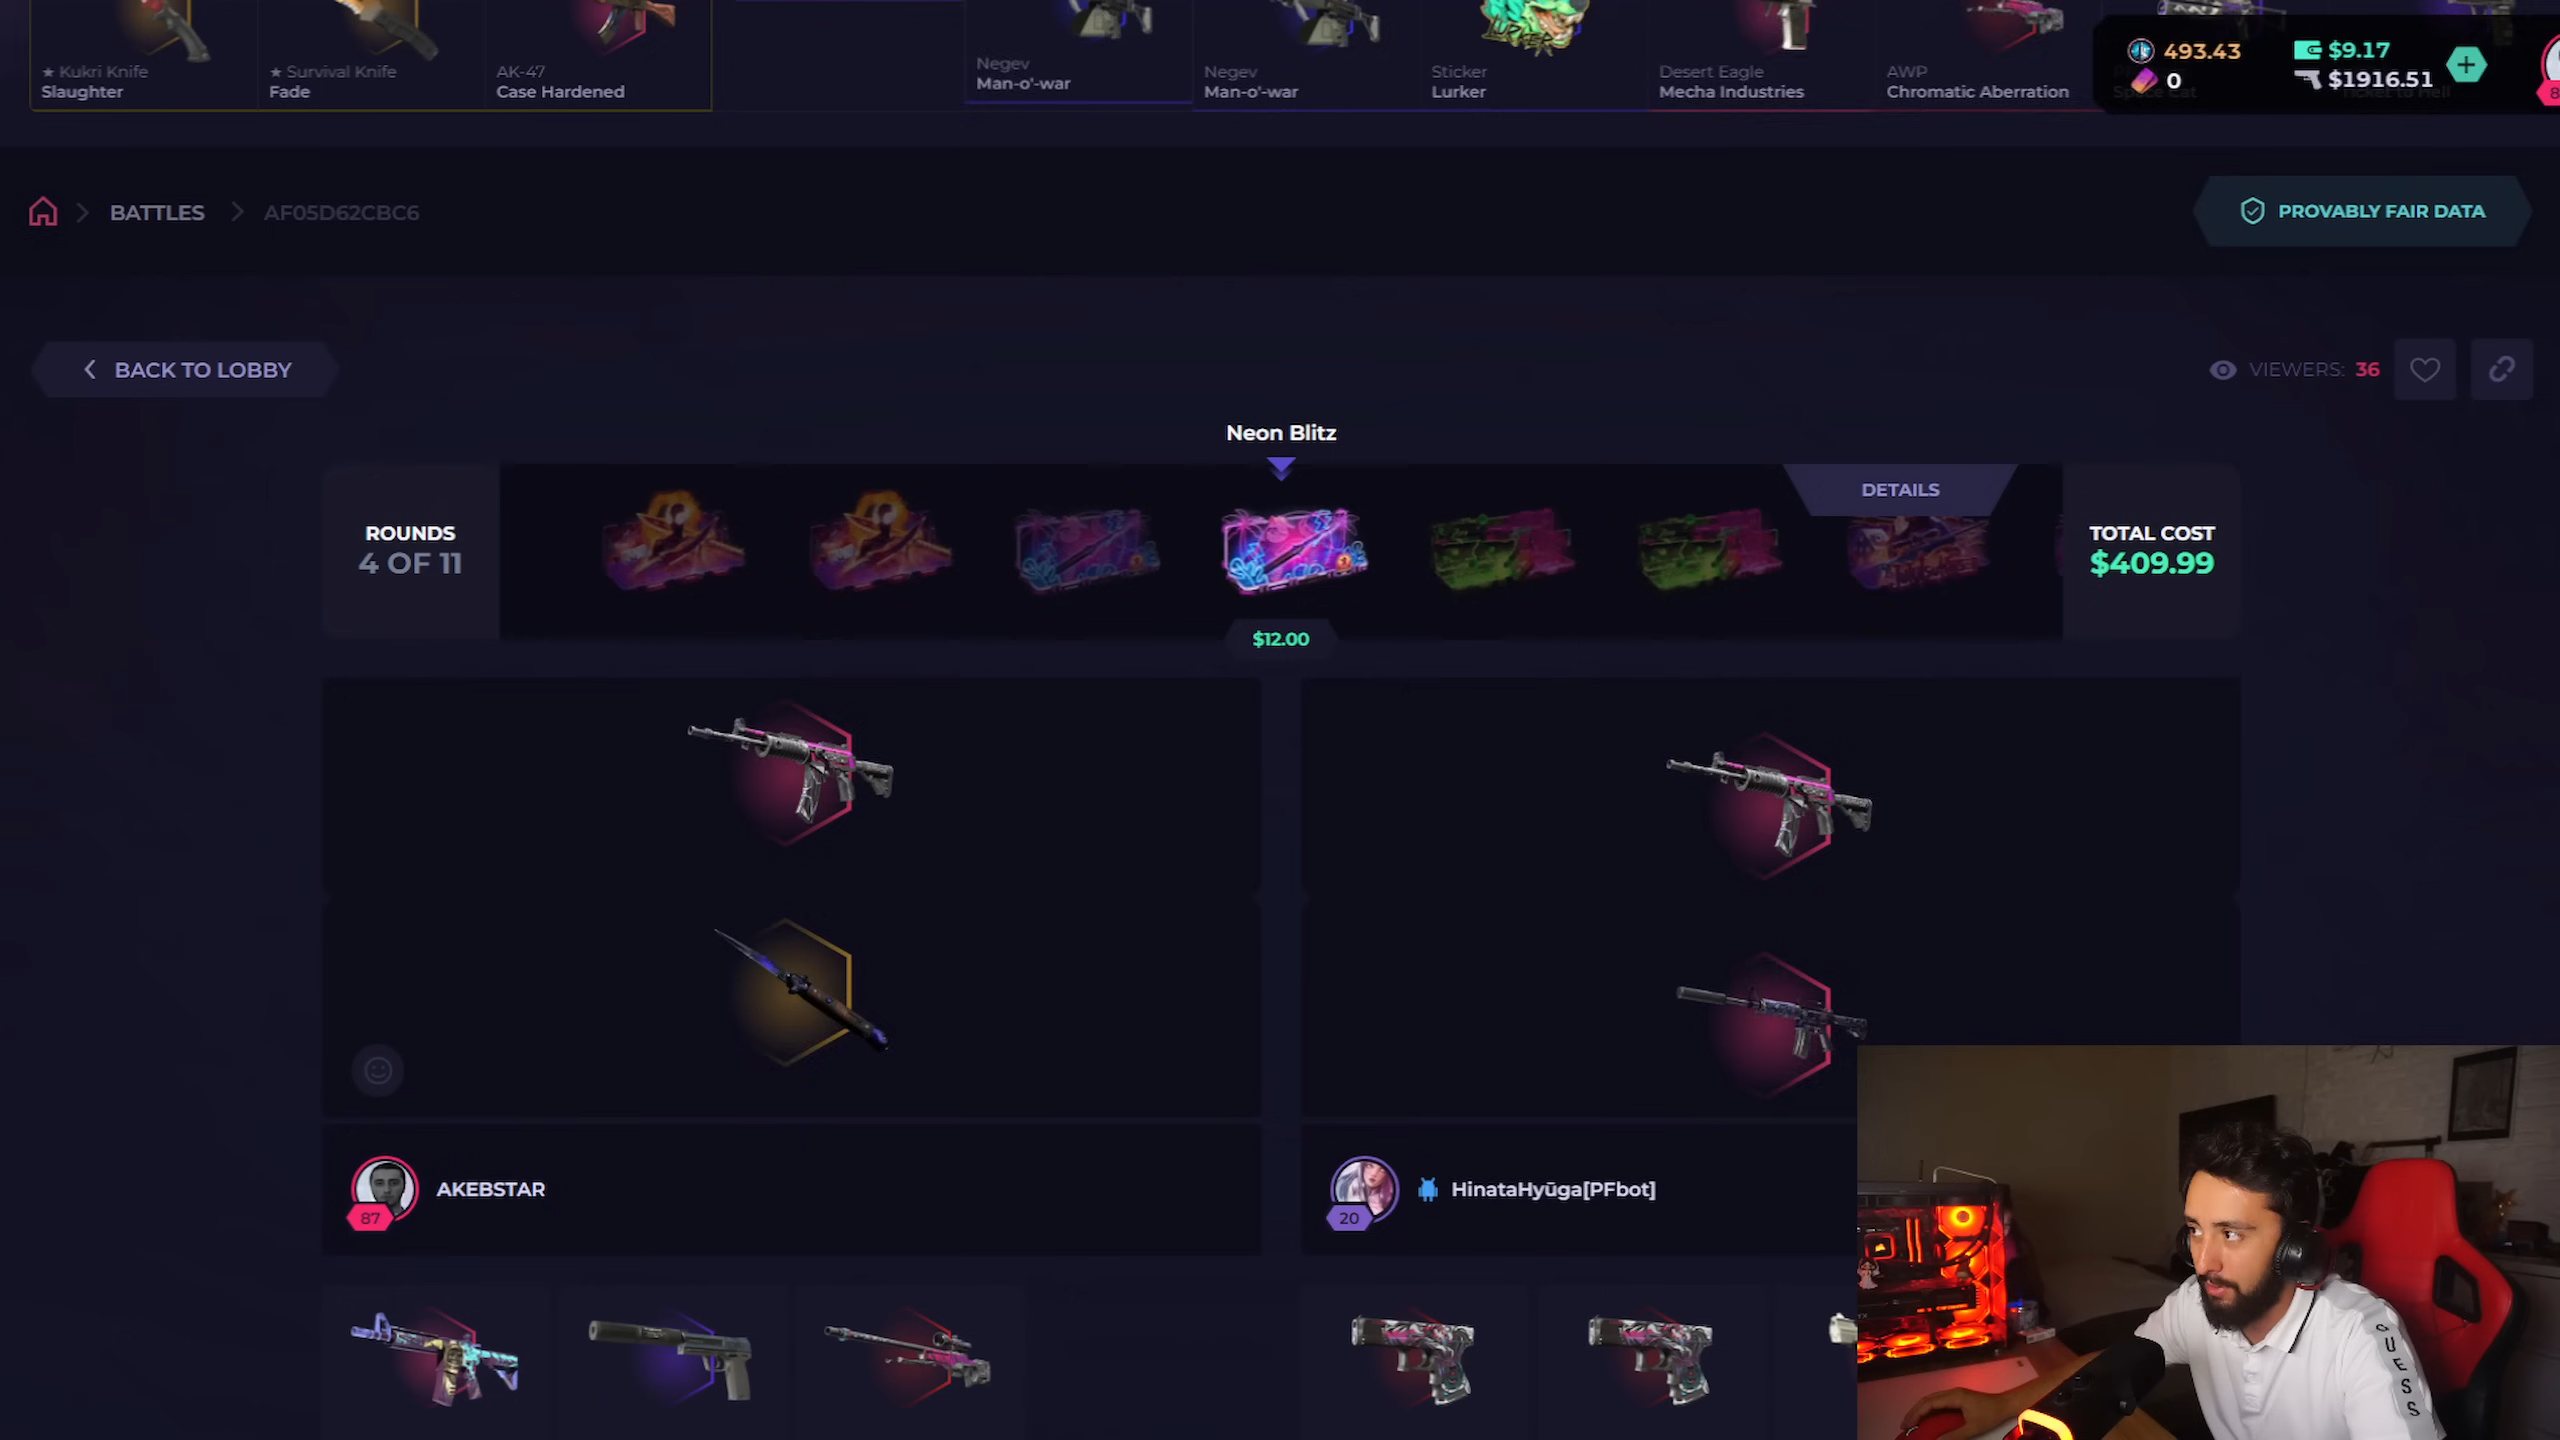 ★ Kukri Knife
Slaughter
★ Survival Knife
Fade
AK-47
Case Hardened
Negev
Man-o'-war
Negev
Man-o'-war
Sticker
Lurker
LURKER
Desert Eagle
Mecha Industries
AWP
Chromatic Aberration
493.43
0
$9.17
$1916.51
BATTLES
AF05D62CBC6
PROVABLY FAIR DATA
BACK TO LOBBY
VIEWERS: 36
Neon Blitz
DETAILS
ROUNDS
4 OF 11
TOTAL COST
$409.99
$12.00
87
AKEBSTAR
20
HinataHyūga[PFbot]
GUESS